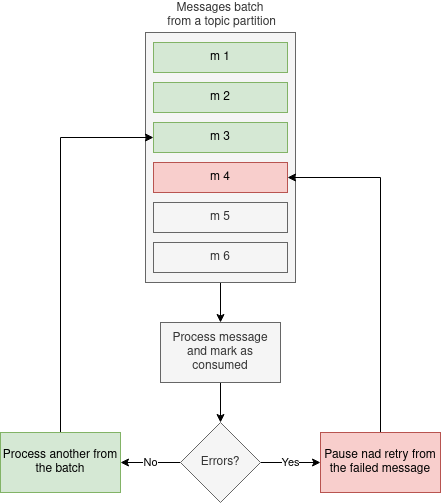 Messages batch
from a topic partition
m 1
m 2
m 3
m 4
m 5
m 6
Process message
and mark as
consumed
Errors?
No
Yes
Process another from
the batch
Pause nad retry from
the failed message